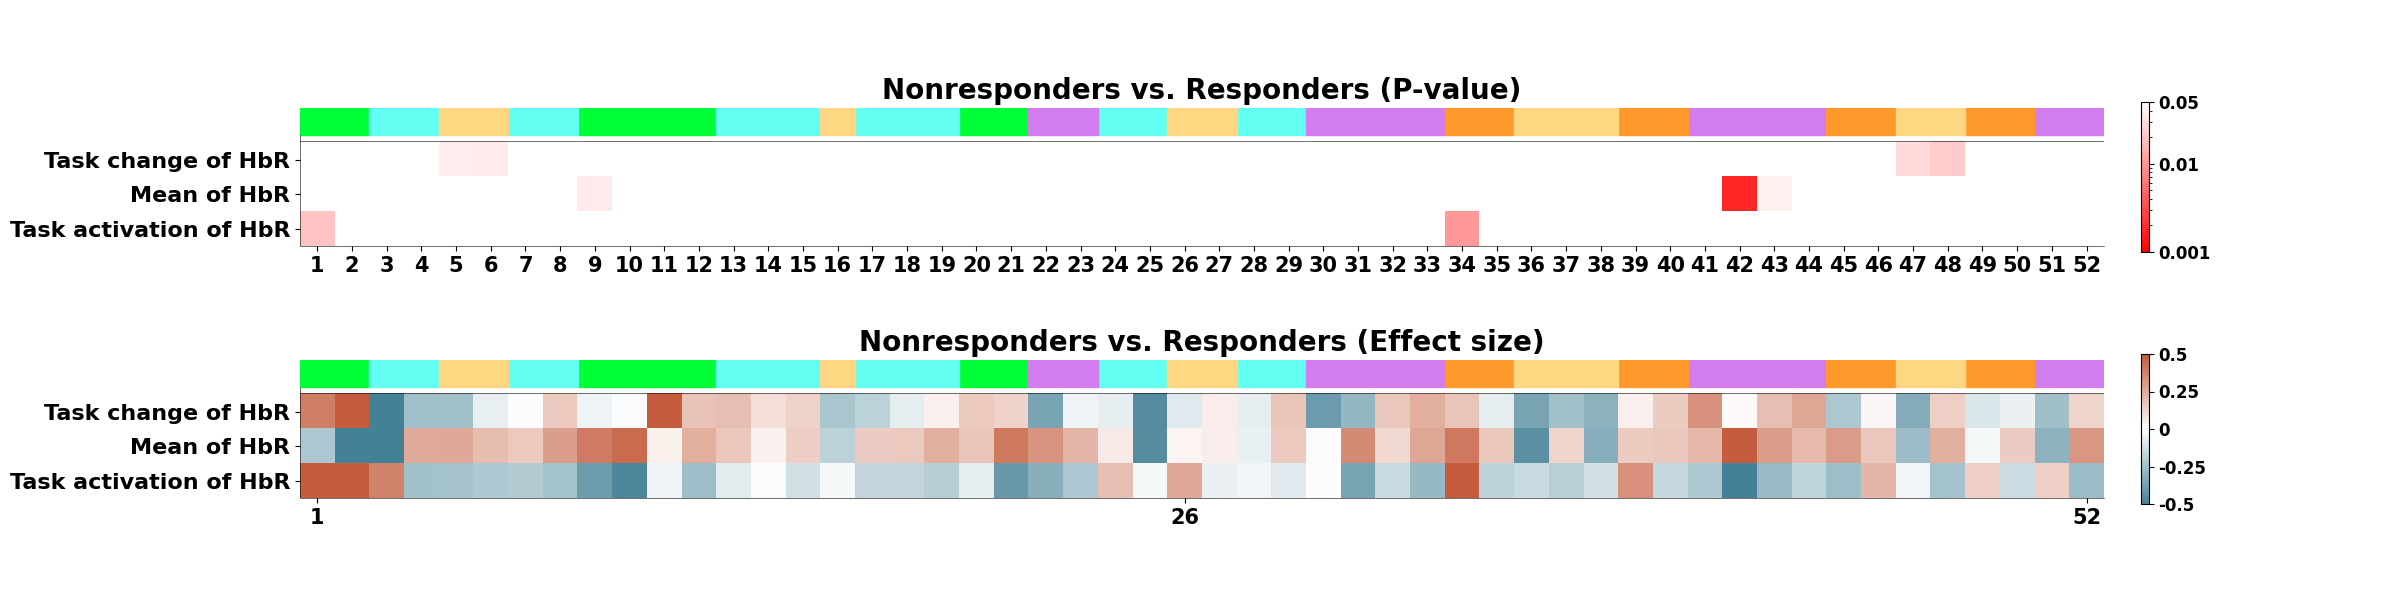 Nonresponders vs. Responders (P-value)
Task change of HbR
Mean of HbR
Task activation of HbR
1 2 3 4 5 6 7 8 9 10 11 12 13 14 15 16 17 18 19 20 21 22 23 24 25 26 27 28 29 30 31 32 33 34 35 36 37 38 39 40 41 42 43 44 45 46 47 48 49 50 51 52
0.05
0.01
0.001
Nonresponders vs. Responders (Effect size)
Task change of HbR
Mean of HbR
Task activation of HbR
1 26 52
0.5
0.25
0
-0.25
-0.5